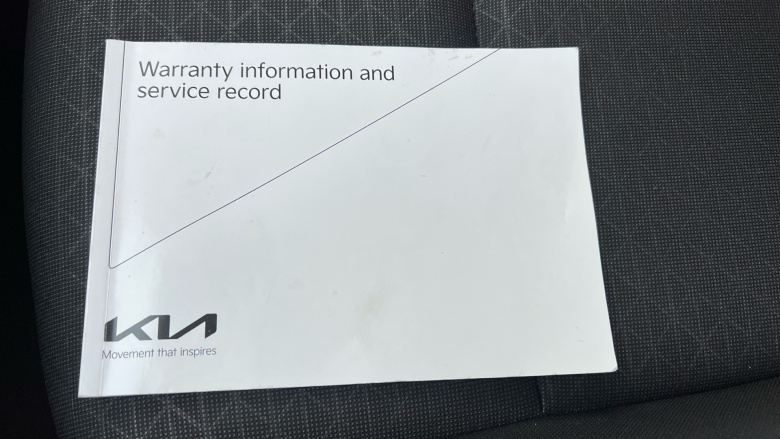 Warranty information and
service record
KIA
Movement that inspires